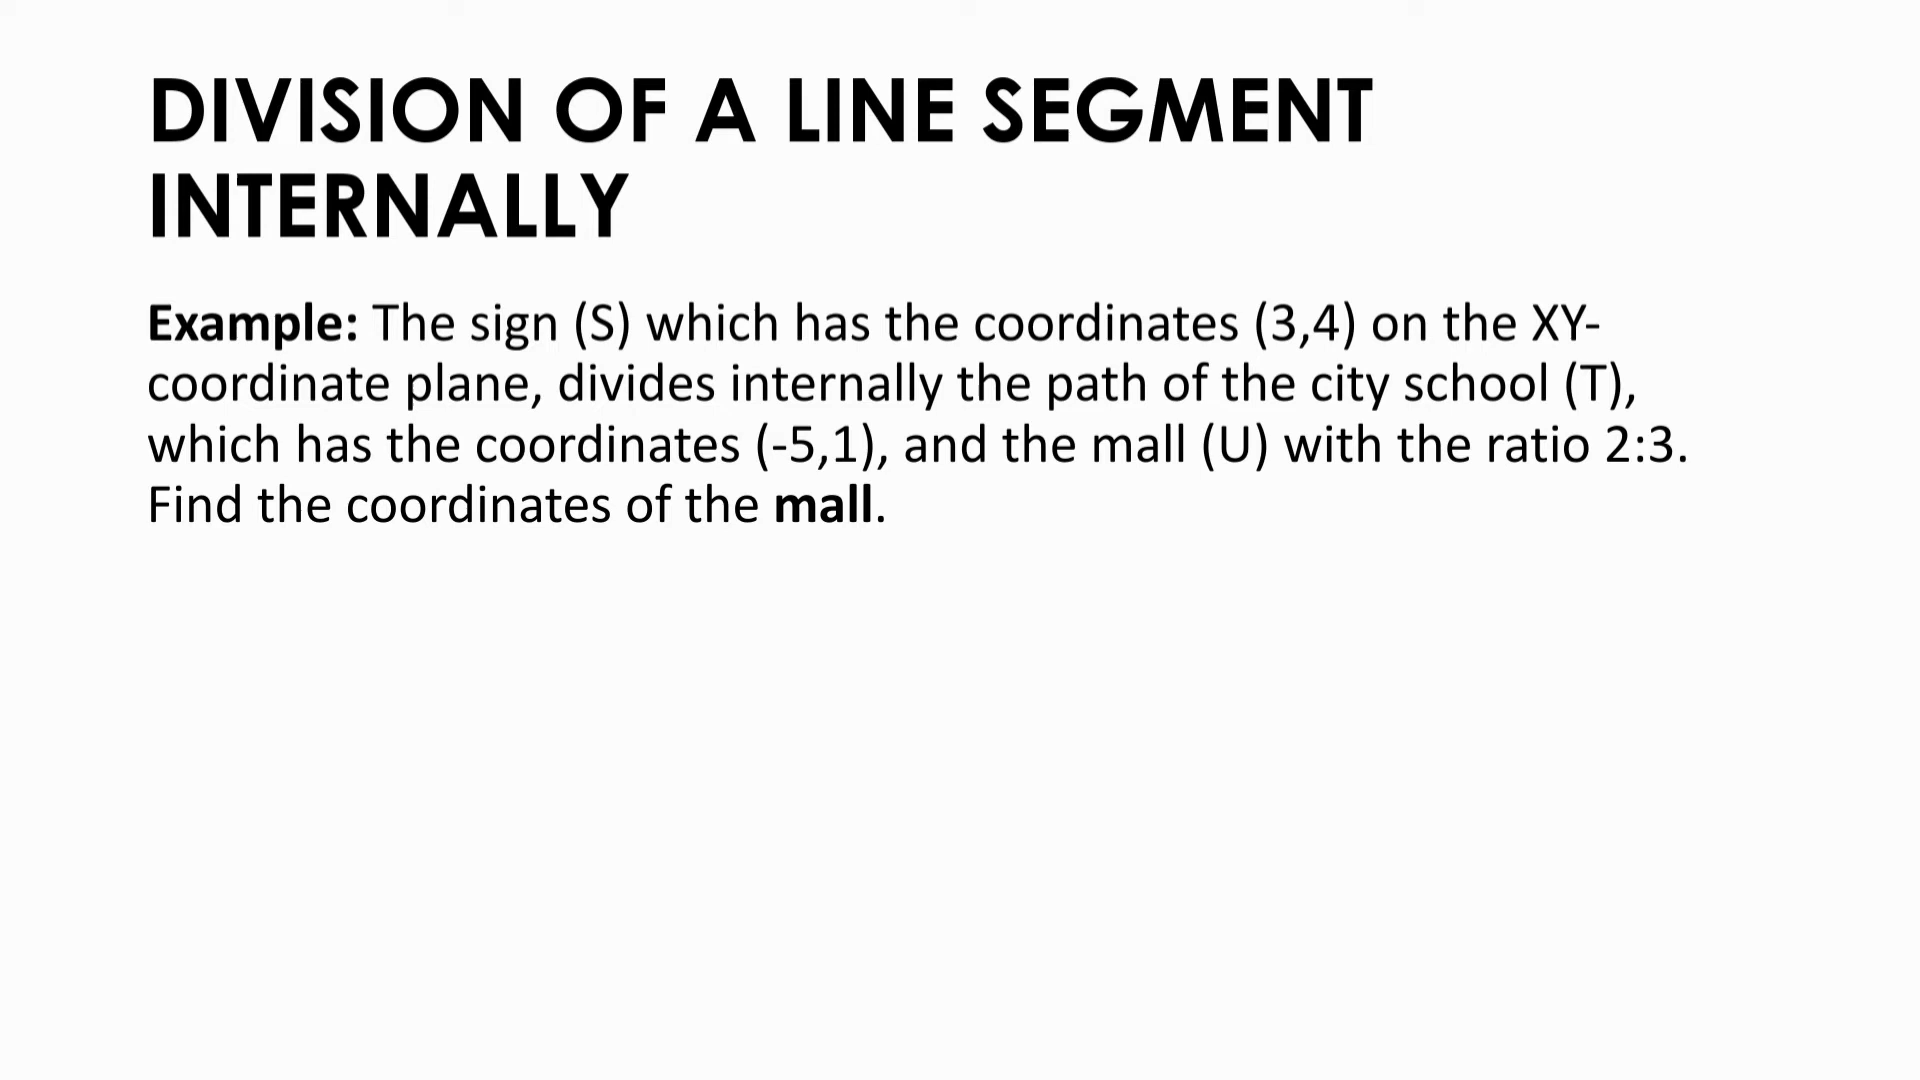 DIVISION OF A LINE SEGMENT
INTERNALLY
Example: The sign (S) which has the coordinates (3,4) on the XY-
coordinate plane, divides internally the path of the city school (T),
which has the coordinates (-5,1), and the mall (U) with the ratio 2:3.
Find the coordinates of the mall.